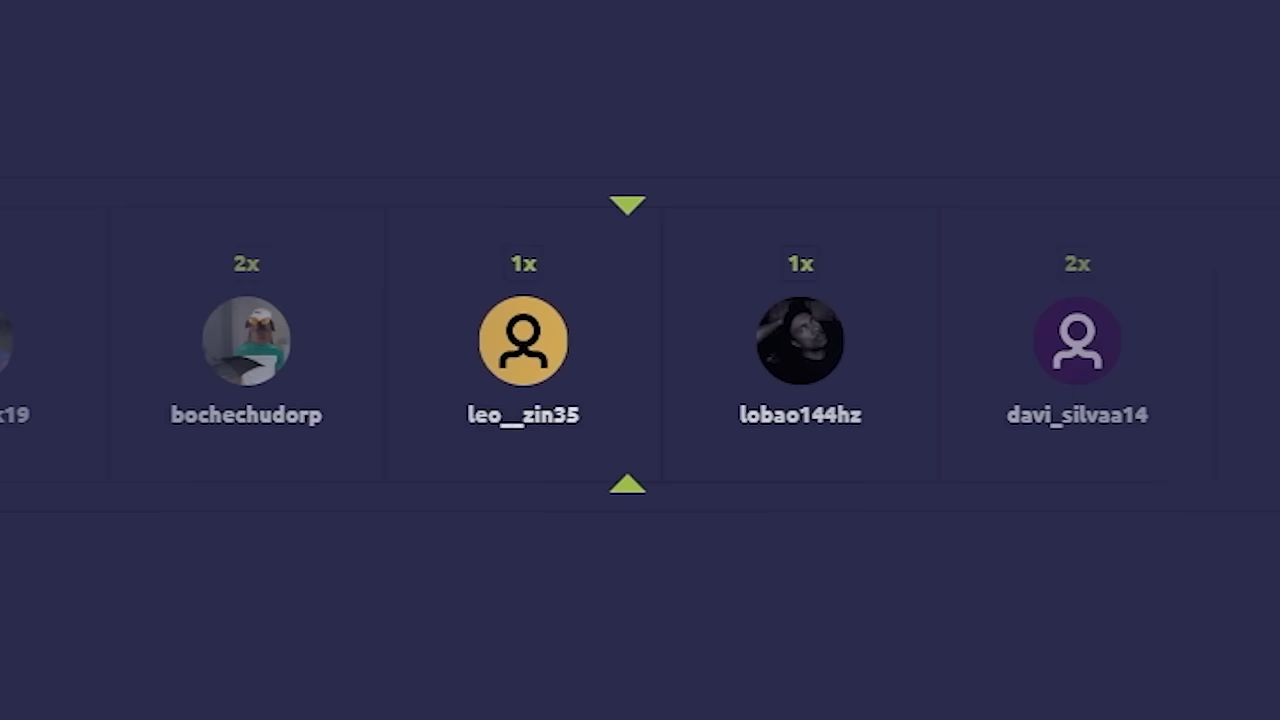 2x
1x
1x
2x
bochechudorp
leo__zin35
lobao144hz
davi_silvaa14